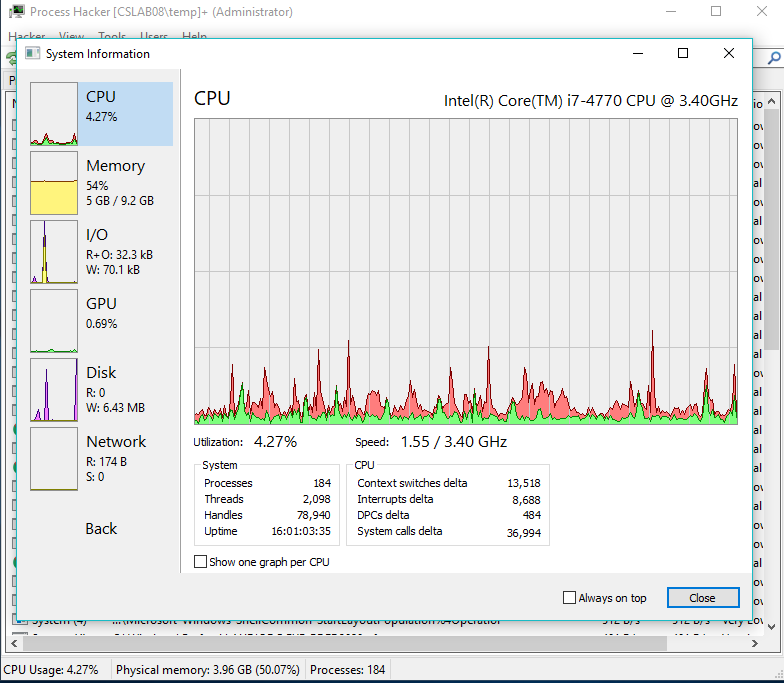 Process Hacker [CSLAB08\temp]+ (Administrator)
Hacker View Tools Users Help
System Information
CPU
4.27%
Memory
54%
5 GB / 9.2 GB
I/O
R+O: 32.3 kB
W: 70.1 kB
GPU
0.69%
Disk
R: 0
W: 6.43 MB
Network
R: 174 B
S: 0
Back
CPU
Intel(R) Core(TM) i7-4770 CPU @ 3.40GHz
Utilization: 4.27% Speed: 1.55 / 3.40 GHz
System
Processes 184
Threads 2,098
Handles 78,940
Uptime 16:01:03:35
CPU
Context switches delta 13,518
Interrupts delta 8,688
DPCs delta 484
System calls delta 36,994
Show one graph per CPU
Always on top
Close
CPU Usage: 4.27% Physical memory: 3.96 GB (50.07%) Processes: 184